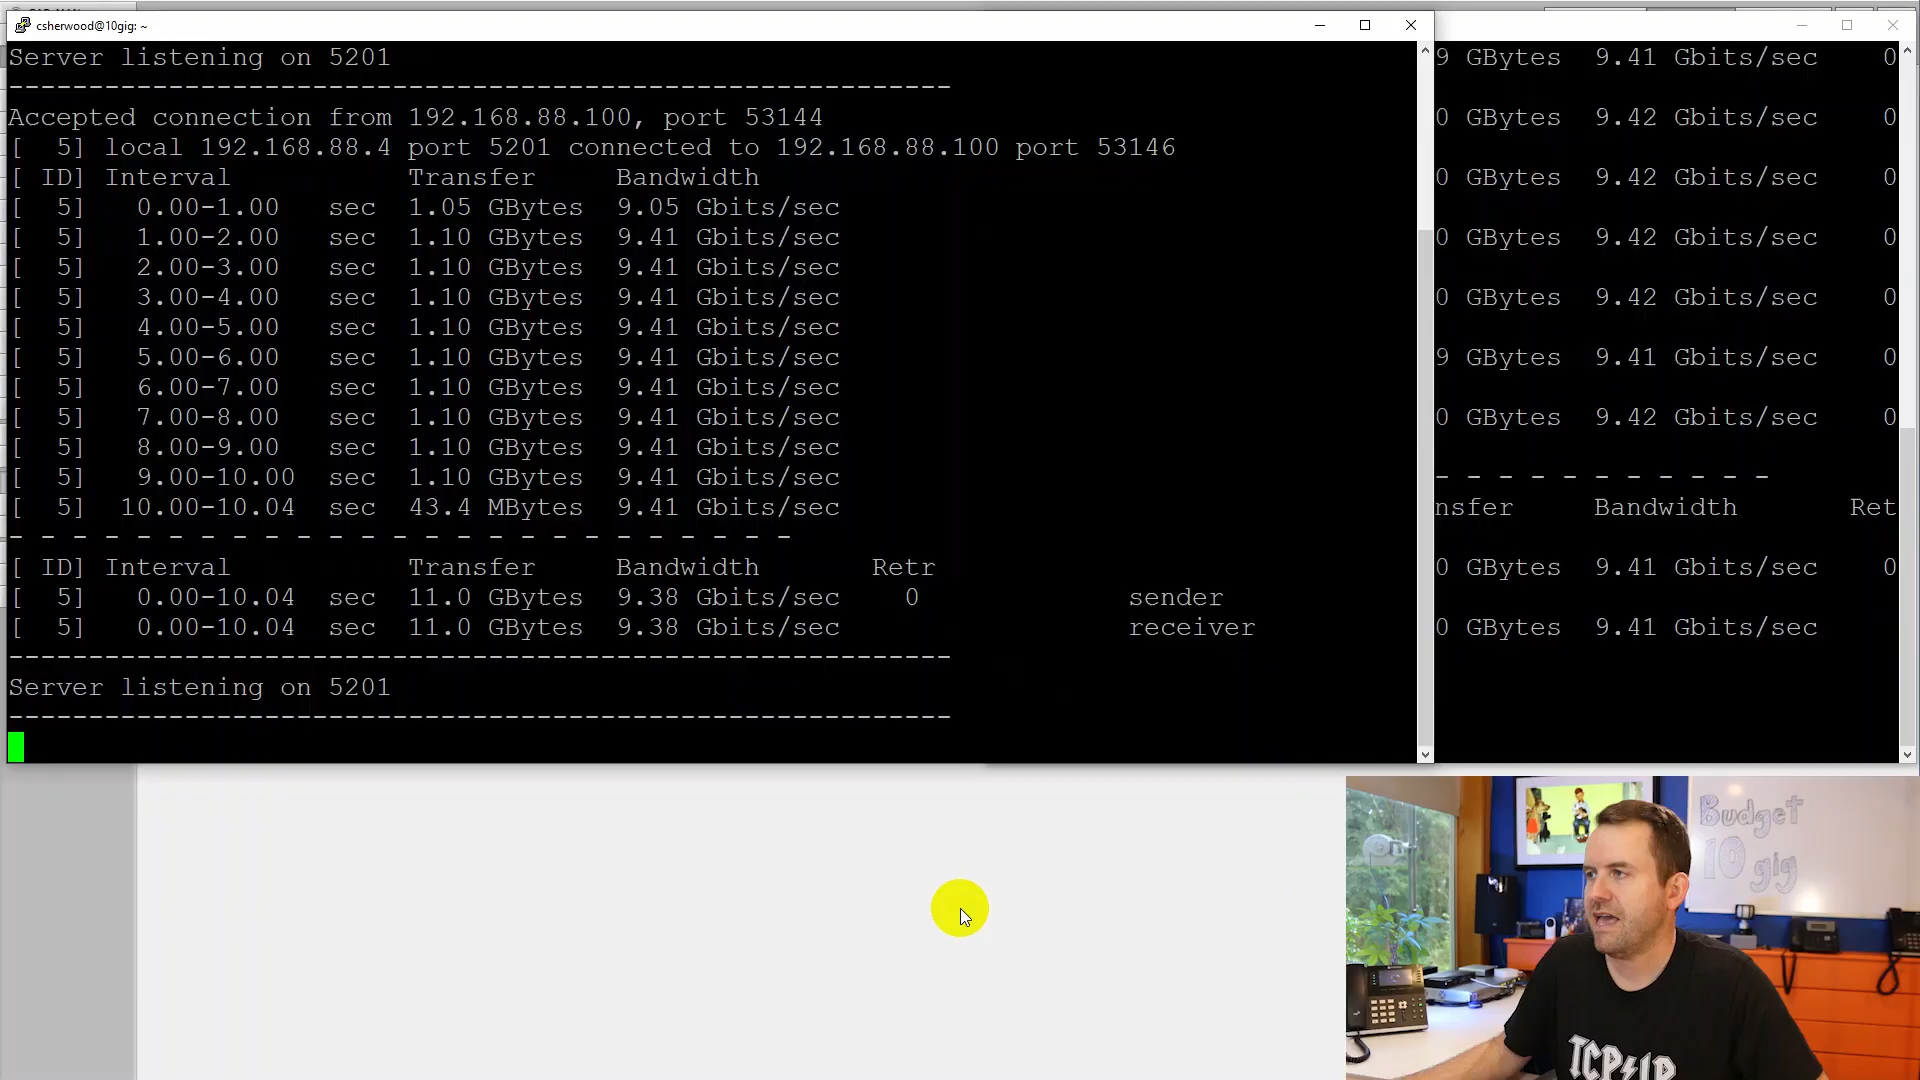 csherwood@10gig: ~
Server listening on 5201
-----------------------------------------------------------
Accepted connection from 192.168.88.100, port 53144
[  5] local 192.168.88.4 port 5201 connected to 192.168.88.100 port 53146
[ ID] Interval           Transfer     Bandwidth
[  5]   0.00-1.00   sec  1.05 GBytes  9.05 Gbits/sec
[  5]   1.00-2.00   sec  1.10 GBytes  9.41 Gbits/sec
[  5]   2.00-3.00   sec  1.10 GBytes  9.41 Gbits/sec
[  5]   3.00-4.00   sec  1.10 GBytes  9.41 Gbits/sec
[  5]   4.00-5.00   sec  1.10 GBytes  9.41 Gbits/sec
[  5]   5.00-6.00   sec  1.10 GBytes  9.41 Gbits/sec
[  5]   6.00-7.00   sec  1.10 GBytes  9.41 Gbits/sec
[  5]   7.00-8.00   sec  1.10 GBytes  9.41 Gbits/sec
[  5]   8.00-9.00   sec  1.10 GBytes  9.41 Gbits/sec
[  5]   9.00-10.00  sec  1.10 GBytes  9.41 Gbits/sec
[  5]  10.00-10.04  sec  43.4 MBytes  9.41 Gbits/sec
- - - - - - - - - - - - - - - - - - - - - - - - -
[ ID] Interval           Transfer     Bandwidth       Retr
[  5]   0.00-10.04  sec  11.0 GBytes  9.38 Gbits/sec    0             sender
[  5]   0.00-10.04  sec  11.0 GBytes  9.38 Gbits/sec                  receiver
-----------------------------------------------------------
Server listening on 5201
-----------------------------------------------------------
9 GBytes  9.41 Gbits/sec    0
0 GBytes  9.42 Gbits/sec    0
0 GBytes  9.42 Gbits/sec    0
0 GBytes  9.42 Gbits/sec    0
0 GBytes  9.42 Gbits/sec    0
9 GBytes  9.41 Gbits/sec    0
0 GBytes  9.42 Gbits/sec    0
- - - - - - - - - - -
nsfer     Bandwidth       Ret
0 GBytes  9.41 Gbits/sec    0
0 GBytes  9.41 Gbits/sec
Budget
10 gig
TCP IP